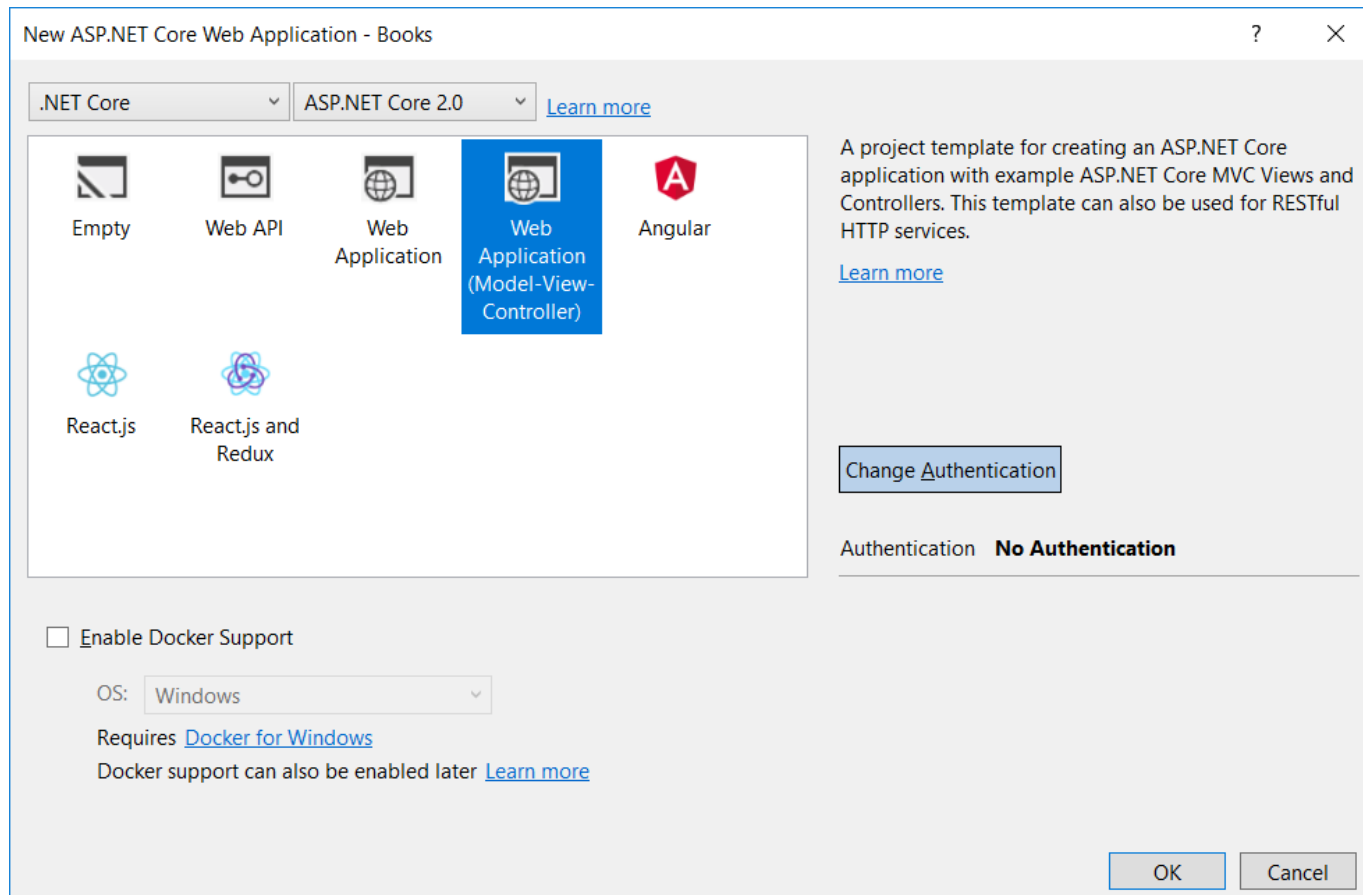 New ASP.NET Core Web Application - Books
?
.NET Core
ASP.NET Core 2.0
Learn more
Empty
Web API
Web
Application
Web
Application
(Model-View-
Controller)
Angular
React.js
React.js and
Redux
A project template for creating an ASP.NET Core
application with example ASP.NET Core MVC Views and
Controllers. This template can also be used for RESTful
HTTP services.
Learn more
Change Authentication
Authentication No Authentication
Enable Docker Support
OS: Windows
Requires Docker for Windows
Docker support can also be enabled later Learn more
OK
Cancel